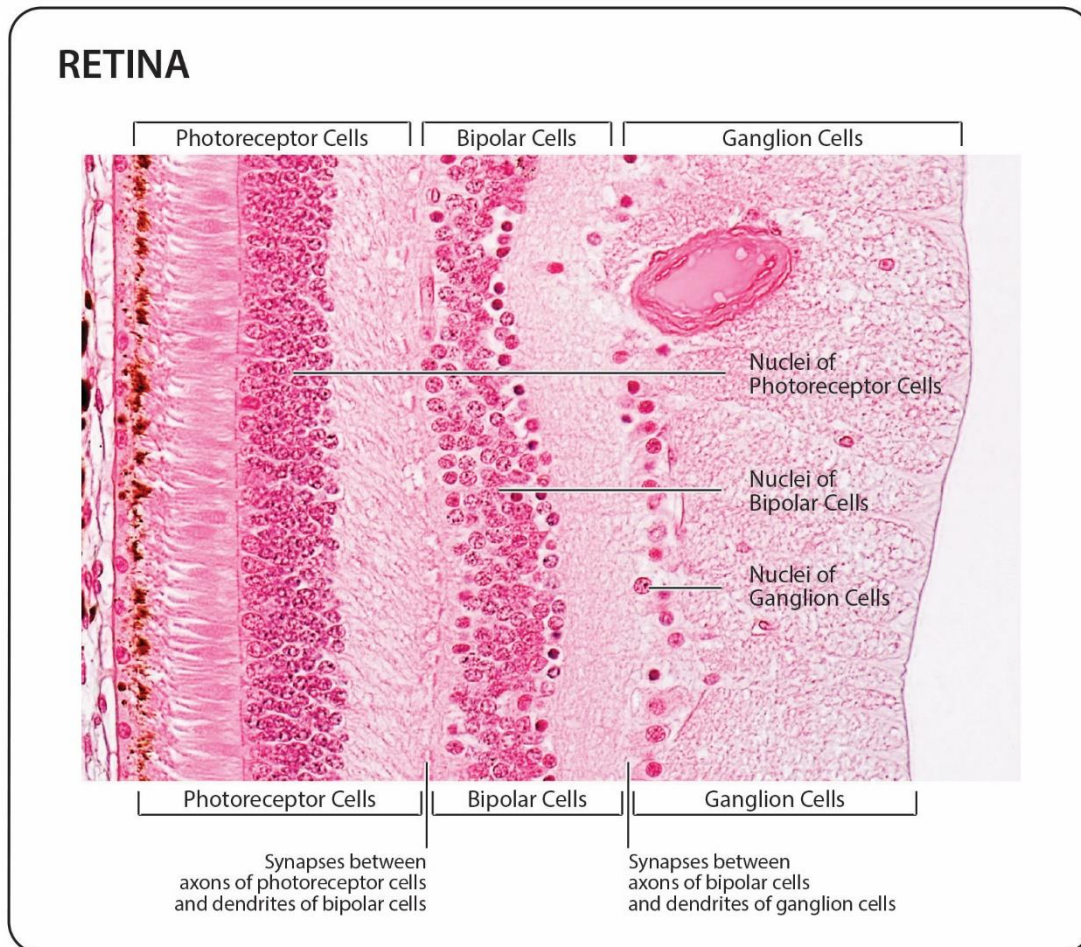 RETINA
Photoreceptor Cells
Bipolar Cells
Ganglion Cells
Nuclei of
Photoreceptor Cells
Nuclei of
Bipolar Cells
Nuclei of
Ganglion Cells
Photoreceptor Cells
Bipolar Cells
Ganglion Cells
Synapses between
axons of photoreceptor cells
and dendrites of bipolar cells
Synapses between
axons of bipolar cells
and dendrites of ganglion cells